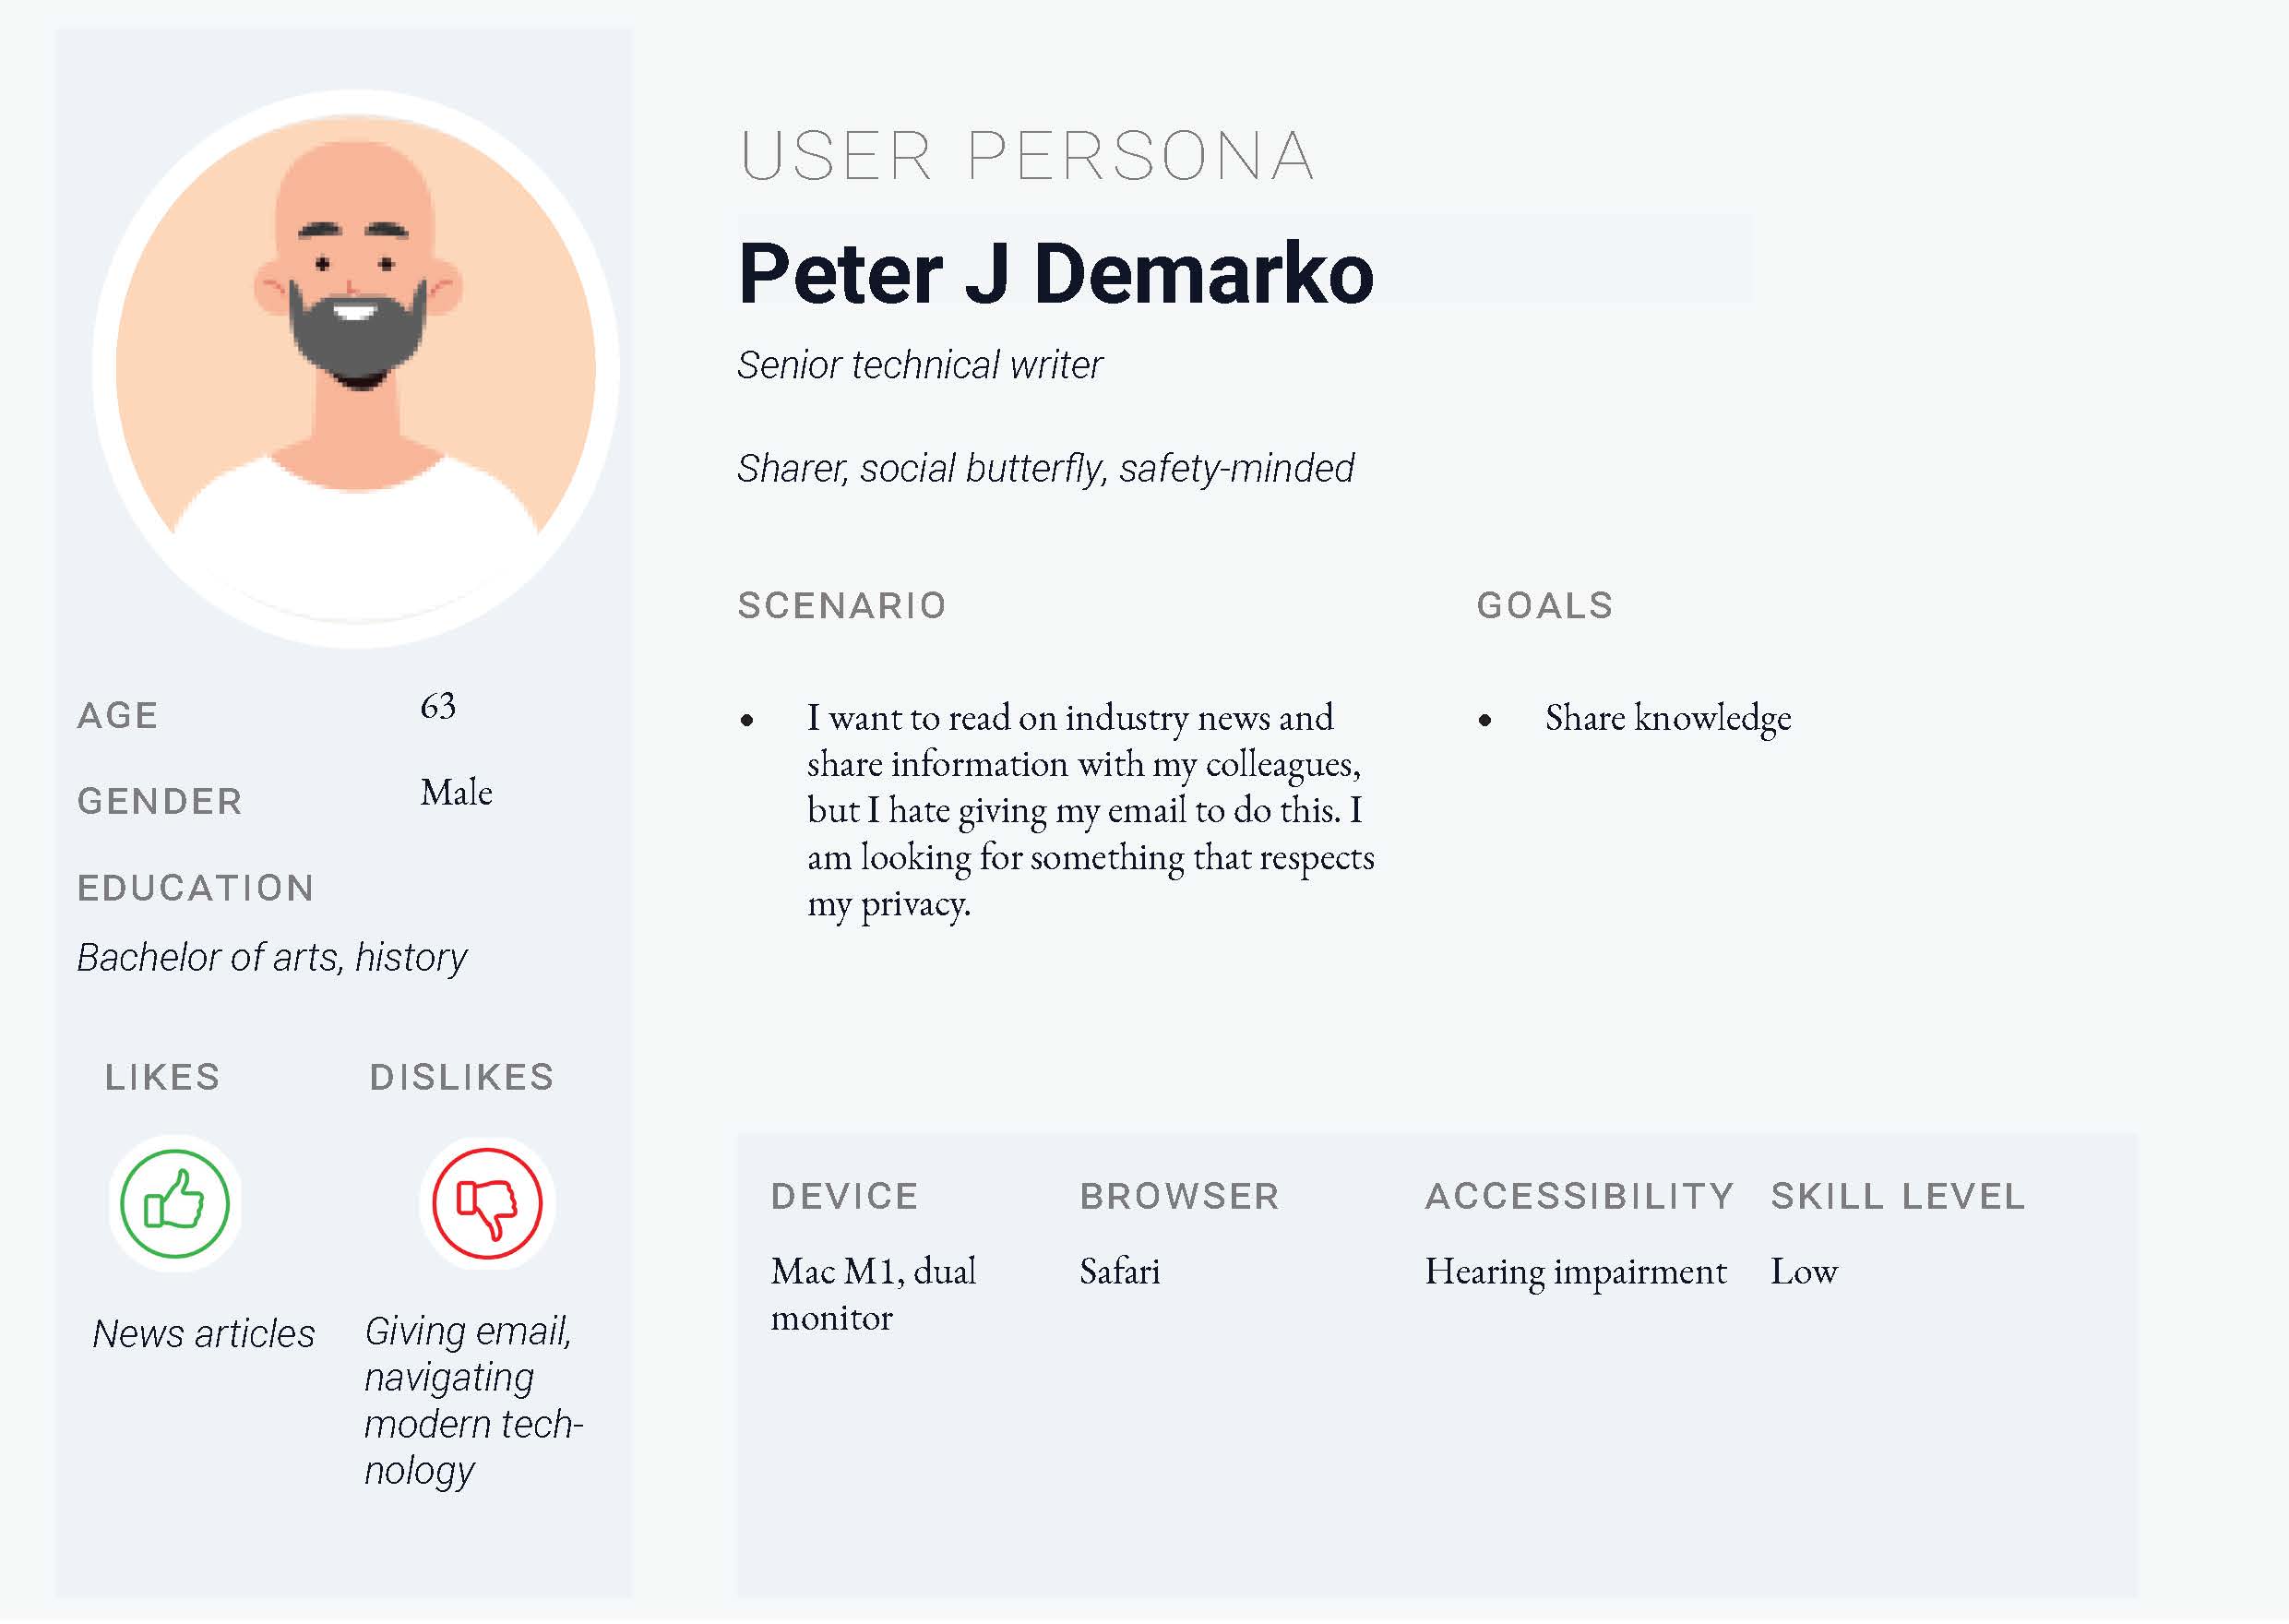 USER PERSONA
Peter J Demarko
Senior technical writer
Sharer, social butterfly, safety-minded
AGE
63
GENDER
Male
EDUCATION
Bachelor of arts, history
LIKES
News articles
DISLIKES
Giving email,
navigating
modern tech-
nology
SCENARIO
• I want to read on industry news and
share information with my colleagues,
but I hate giving my email to do this. I
am looking for something that respects
my privacy.
GOALS
• Share knowledge
DEVICE
Mac M1, dual
monitor
BROWSER
Safari
ACCESSIBILITY
Hearing impairment
SKILL LEVEL
Low